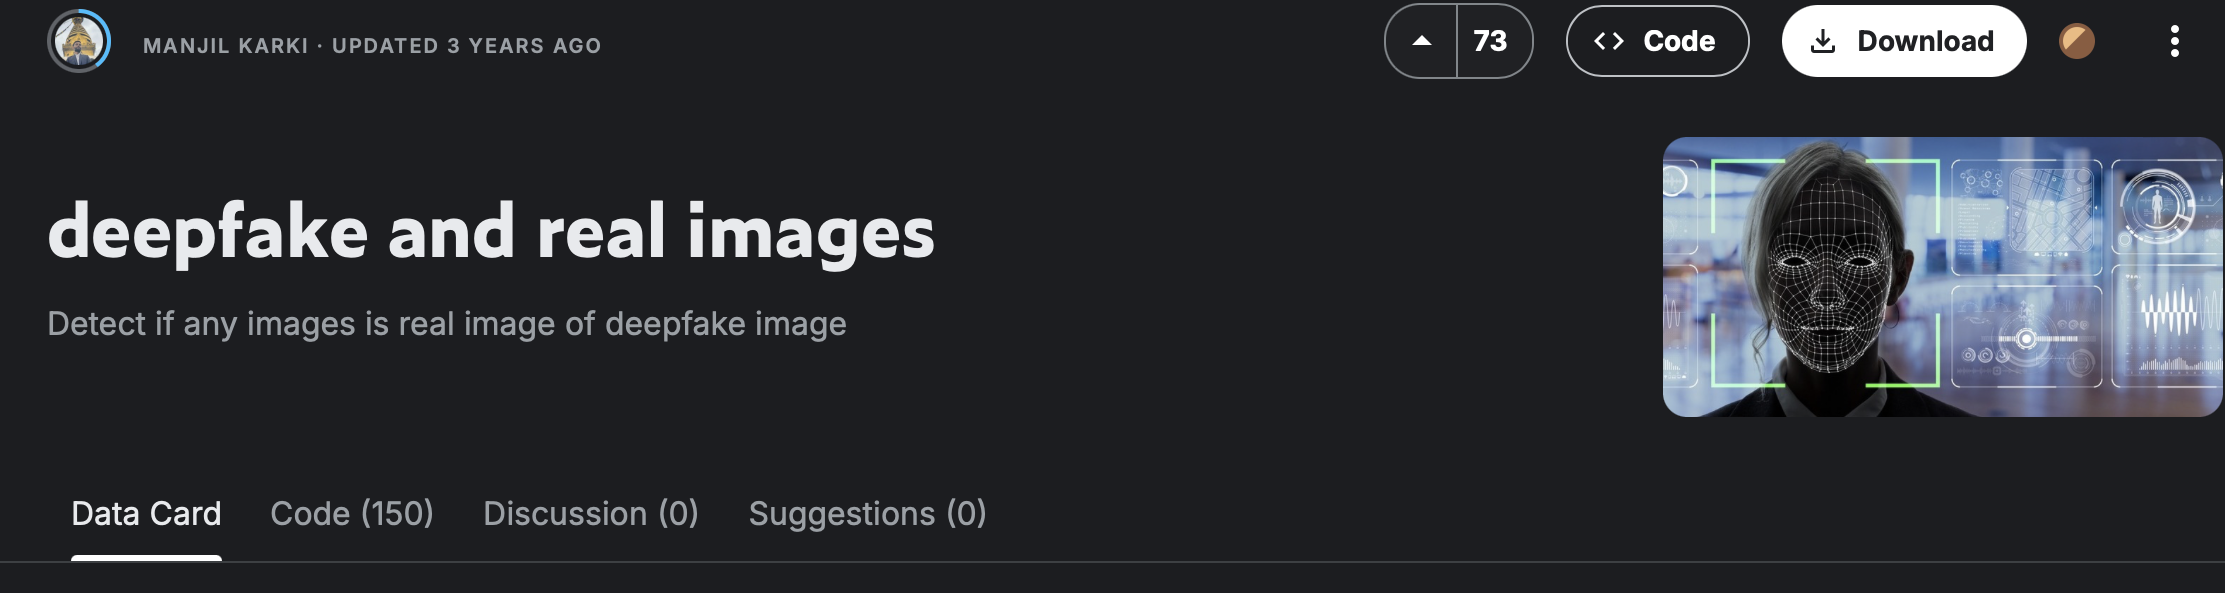 MANJIL KARKI · UPDATED 3 YEARS AGO
73
Code
Download
deepfake and real images
Detect if any images is real image of deepfake image
Data Card
Code (150)
Discussion (0)
Suggestions (0)